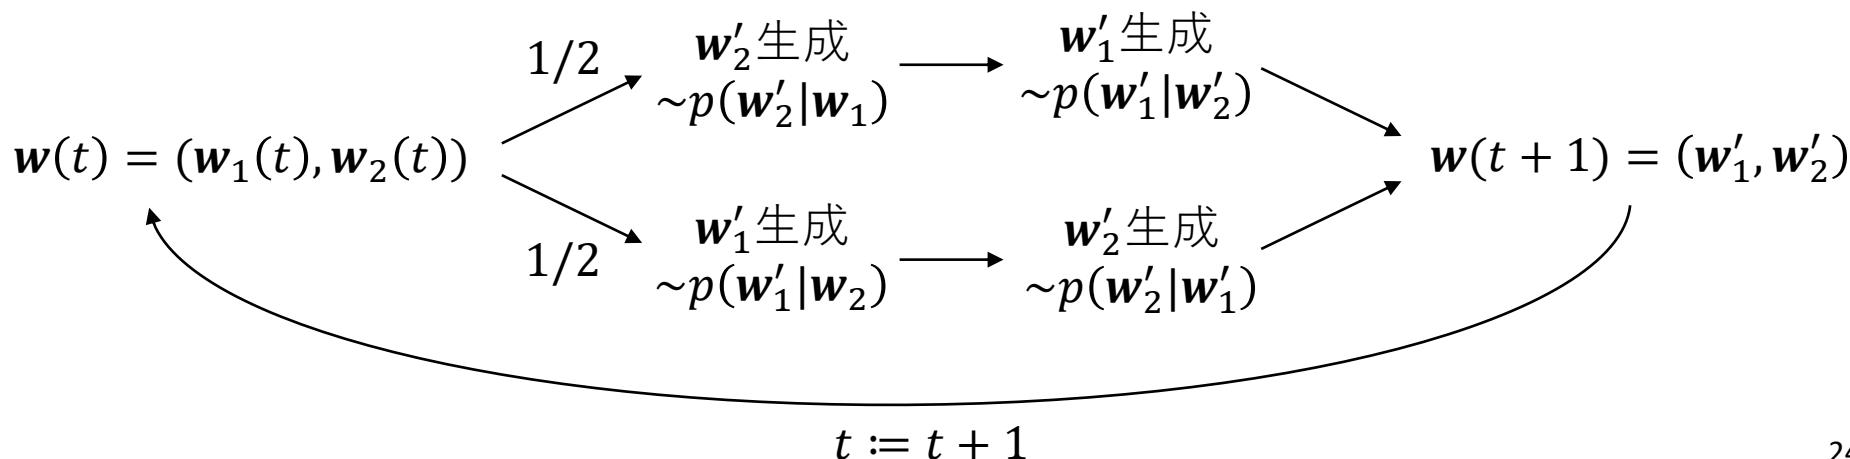 1/2
𝒘′₂生成
~p(𝒘′₂|𝒘₁)
𝒘′₁生成
~p(𝒘′₁|𝒘′₂)
𝒘(t) = (𝒘₁(t), 𝒘₂(t))
𝒘(t + 1) = (𝒘′₁, 𝒘′₂)
1/2
𝒘′₁生成
~p(𝒘′₁|𝒘₂)
𝒘′₂生成
~p(𝒘′₂|𝒘′₁)
t ≔ t + 1
24